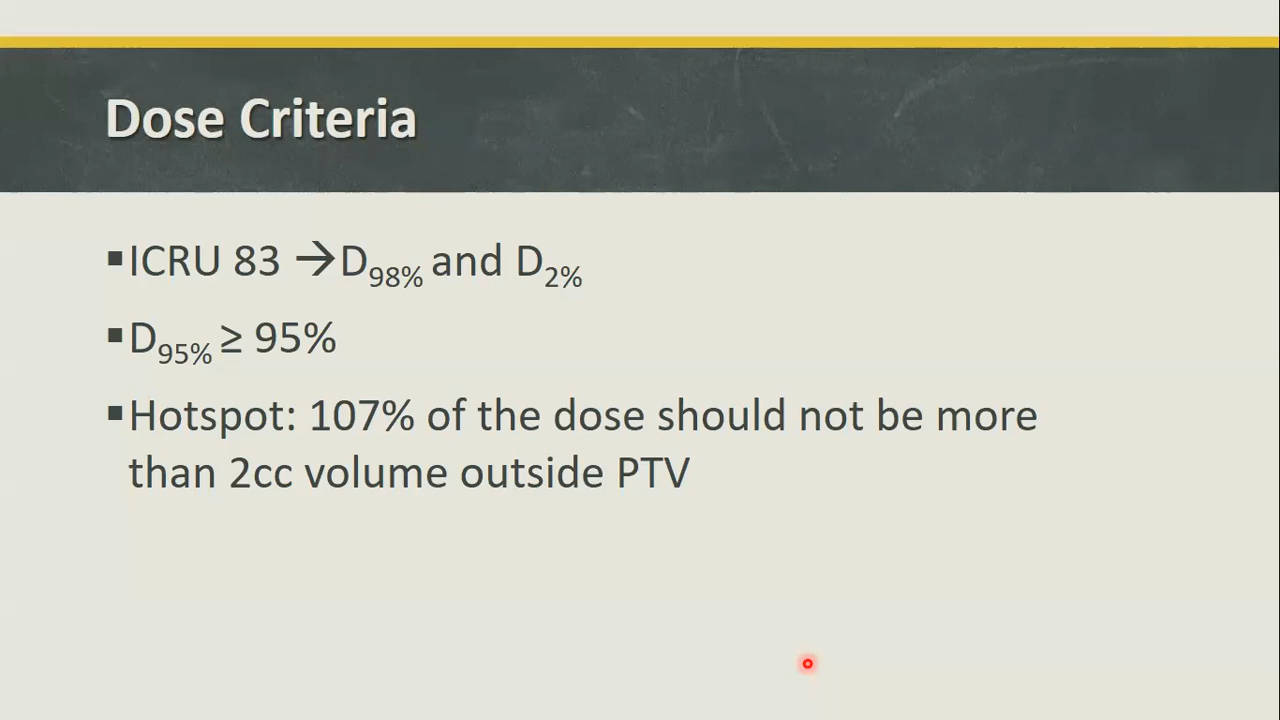 Dose Criteria
▪ICRU 83 →D98% and D2%
▪D95% ≥ 95%
▪Hotspot: 107% of the dose should not be more
than 2cc volume outside PTV